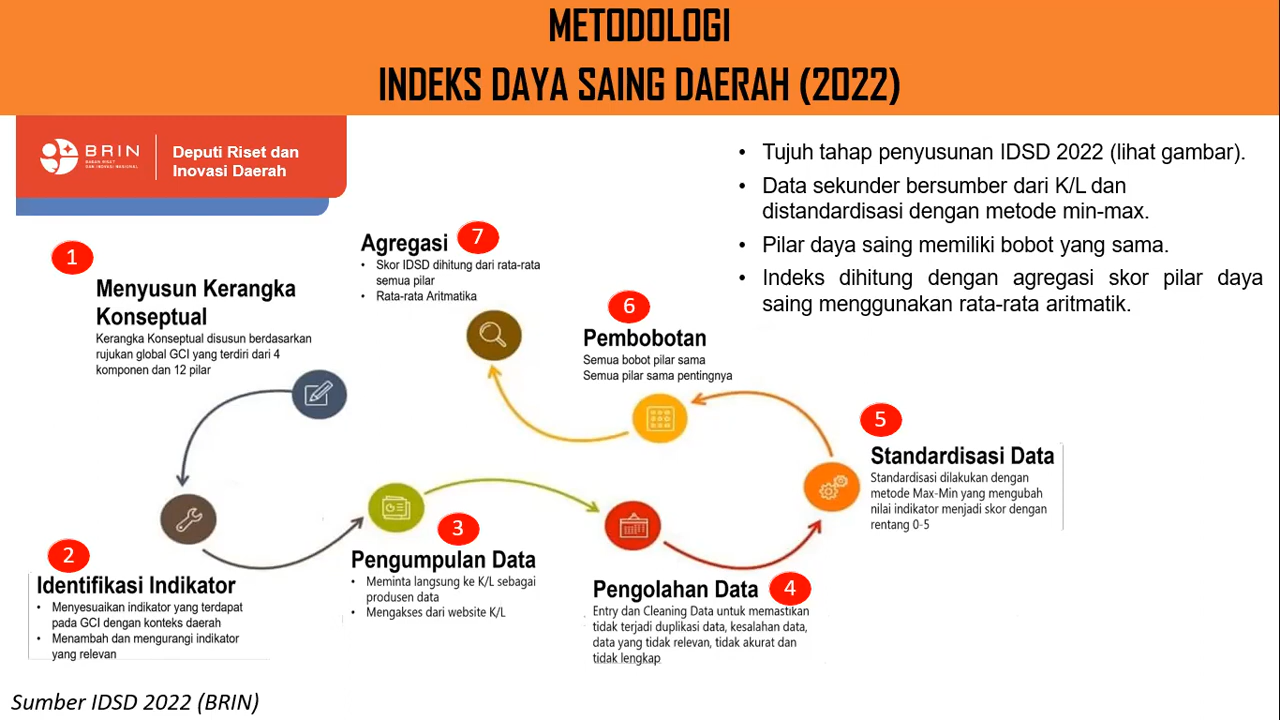 METODOLOGI
INDEKS DAYA SAING DAERAH (2022)
BRIN
BADAN RISET
DAN INOVASI NASIONAL
Deputi Riset dan
Inovasi Daerah
• Tujuh tahap penyusunan IDSD 2022 (lihat gambar).
• Data sekunder bersumber dari K/L dan
distandardisasi dengan metode min-max.
• Pilar daya saing memiliki bobot yang sama.
• Indeks dihitung dengan agregasi skor pilar daya
saing menggunakan rata-rata aritmatik.
1
Menyusun Kerangka
Konseptual
Kerangka Konseptual disusun berdasarkan
rujukan global GCI yang terdiri dari 4
komponen dan 12 pilar
2
Identifikasi Indikator
• Menyesuaikan indikator yang terdapat
pada GCI dengan konteks daerah
• Menambah dan mengurangi indikator
yang relevan
3
Pengumpulan Data
• Meminta langsung ke K/L sebagai
produsen data
• Mengakses dari website K/L
Pengolahan Data 4
Entry dan Cleaning Data untuk memastikan
tidak terjadi duplikasi data, kesalahan data,
data yang tidak relevan, tidak akurat dan
tidak lengkap
5
Standardisasi Data
Standardisasi dilakukan dengan
metode Max-Min yang mengubah
nilai indikator menjadi skor dengan
rentang 0-5
6
Pembobotan
Semua bobot pilar sama
Semua pilar sama pentingnya
Agregasi 7
• Skor IDSD dihitung dari rata-rata
semua pilar
• Rata-rata Aritmatika
Sumber IDSD 2022 (BRIN)